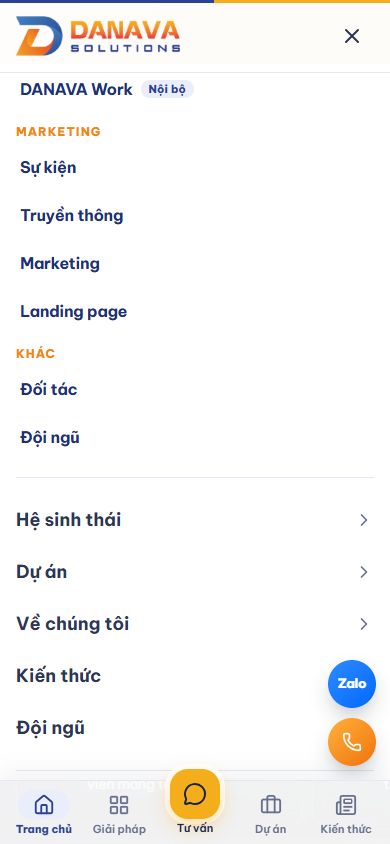 DANAVA
SOLUTIONS
DANAVA Work Nội bộ
MARKETING
Sự kiện
Truyền thông
Marketing
Landing page
KHÁC
Đối tác
Đội ngũ
Hệ sinh thái
Dự án
Về chúng tôi
Kiến thức
Zalo
Đội ngũ
Trang chủ
Giải pháp
Tư vấn
Dự án
Kiến thức